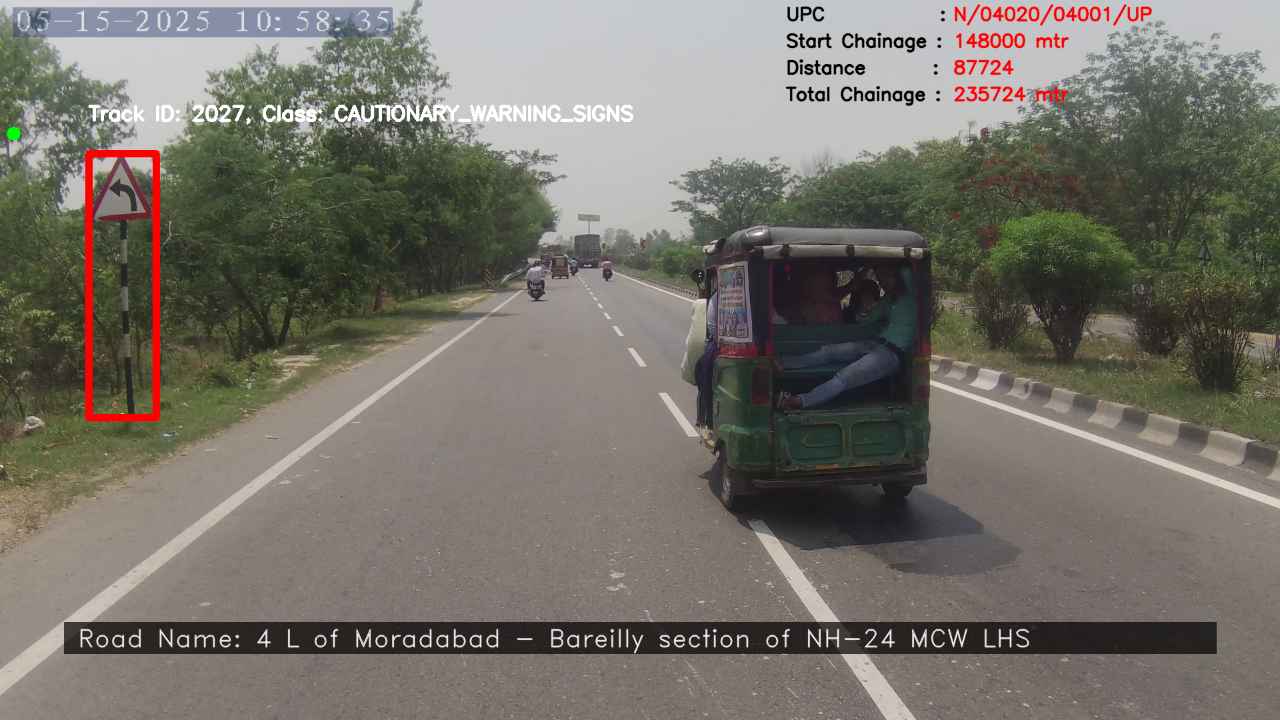 05-15-2025 10:58:35
UPC : N/04020/04001/UP
Start Chainage : 148000 mtr
Distance : 87724
Total Chainage : 235724 mtr
Track ID: 2027, Class: CAUTIONARY_WARNING_SIGNS
Road Name: 4 L of Moradabad - Bareilly section of NH-24 MCW LHS